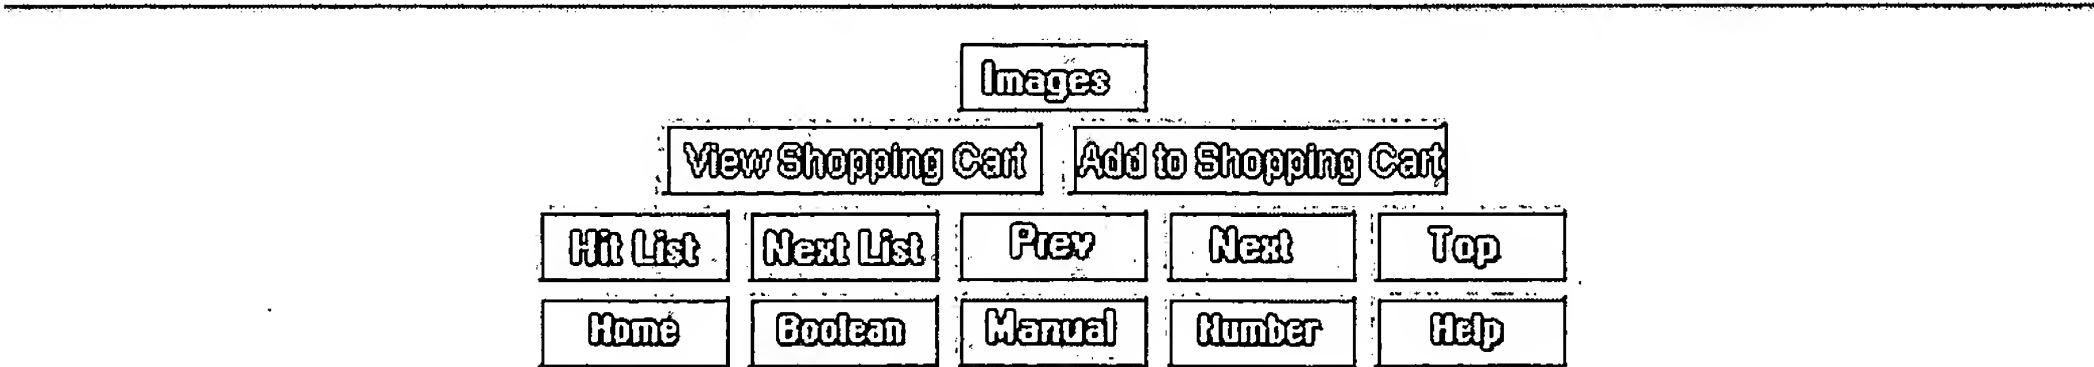 Images
View Shopping Cart Add to Shopping Cart
Hit List Next List Prev Next Top
Home Boolean Manual Number Help